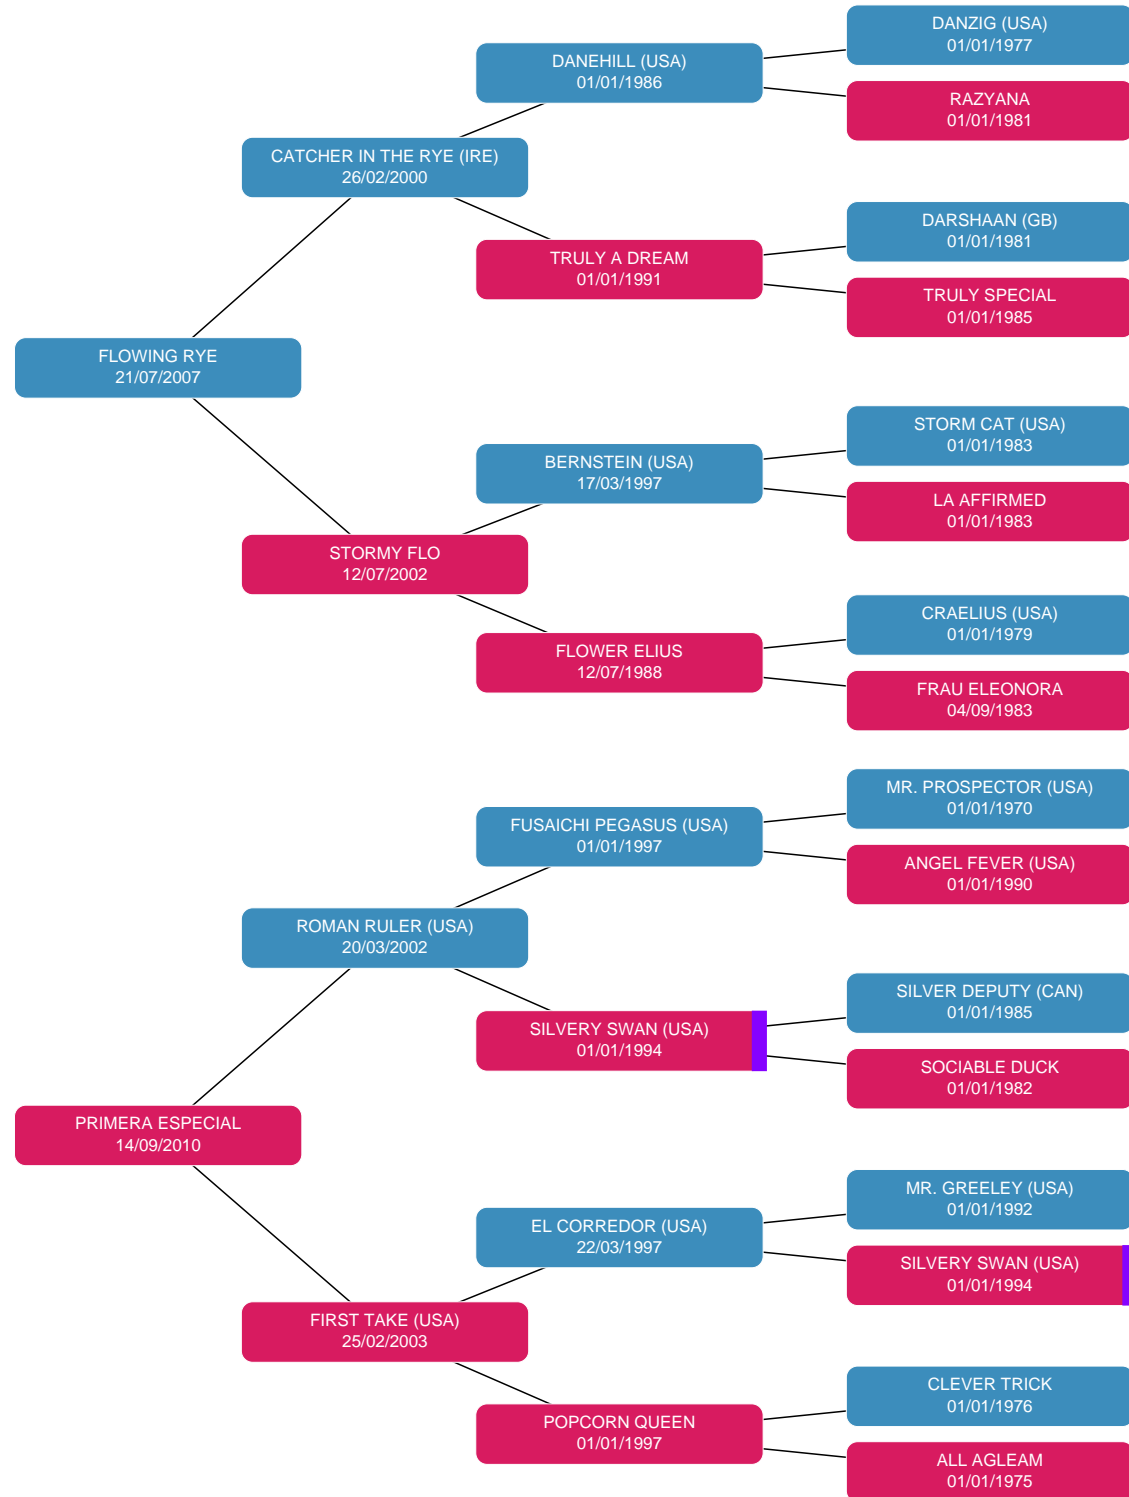 DANZIG (USA)
01/01/1977
DANEHILL (USA)
01/01/1986
RAZYANA
01/01/1981
CATCHER IN THE RYE (IRE)
26/02/2000
DARSHAAN (GB)
01/01/1981
TRULY A DREAM
01/01/1991
TRULY SPECIAL
01/01/1985
FLOWING RYE
21/07/2007
STORM CAT (USA)
01/01/1983
BERNSTEIN (USA)
17/03/1997
LA AFFIRMED
01/01/1983
STORMY FLO
12/07/2002
CRAELIUS (USA)
01/01/1979
FLOWER ELIUS
12/07/1988
FRAU ELEONORA
04/09/1983
MR. PROSPECTOR (USA)
01/01/1970
FUSAICHI PEGASUS (USA)
01/01/1997
ANGEL FEVER (USA)
01/01/1990
ROMAN RULER (USA)
20/03/2002
SILVER DEPUTY (CAN)
01/01/1985
SILVERY SWAN (USA)
01/01/1994
SOCIABLE DUCK
01/01/1982
PRIMERA ESPECIAL
14/09/2010
MR. GREELEY (USA)
01/01/1992
EL CORREDOR (USA)
22/03/1997
SILVERY SWAN (USA)
01/01/1994
FIRST TAKE (USA)
25/02/2003
CLEVER TRICK
01/01/1976
POPCORN QUEEN
01/01/1997
ALL AGLEAM
01/01/1975